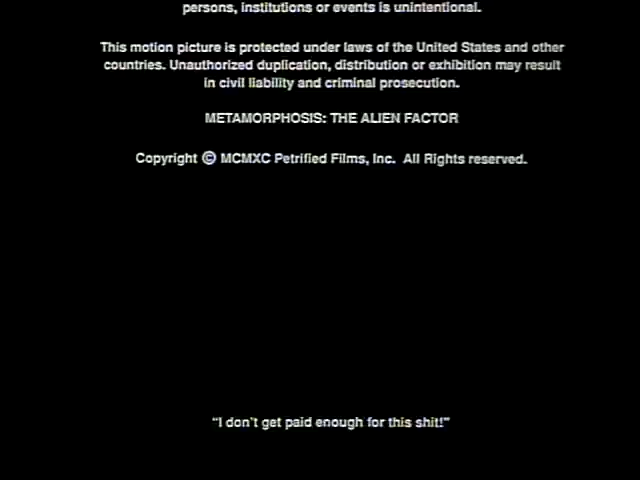 persons, institutions or events is unintentional.
This motion picture is protected under laws of the United States and other
countries. Unauthorized duplication, distribution or exhibition may result
in civil liability and criminal prosecution.
METAMORPHOSIS: THE ALIEN FACTOR
Copyright © MCMXC Petrified Films, Inc. All Rights reserved.
"I don't get paid enough for this shit!"